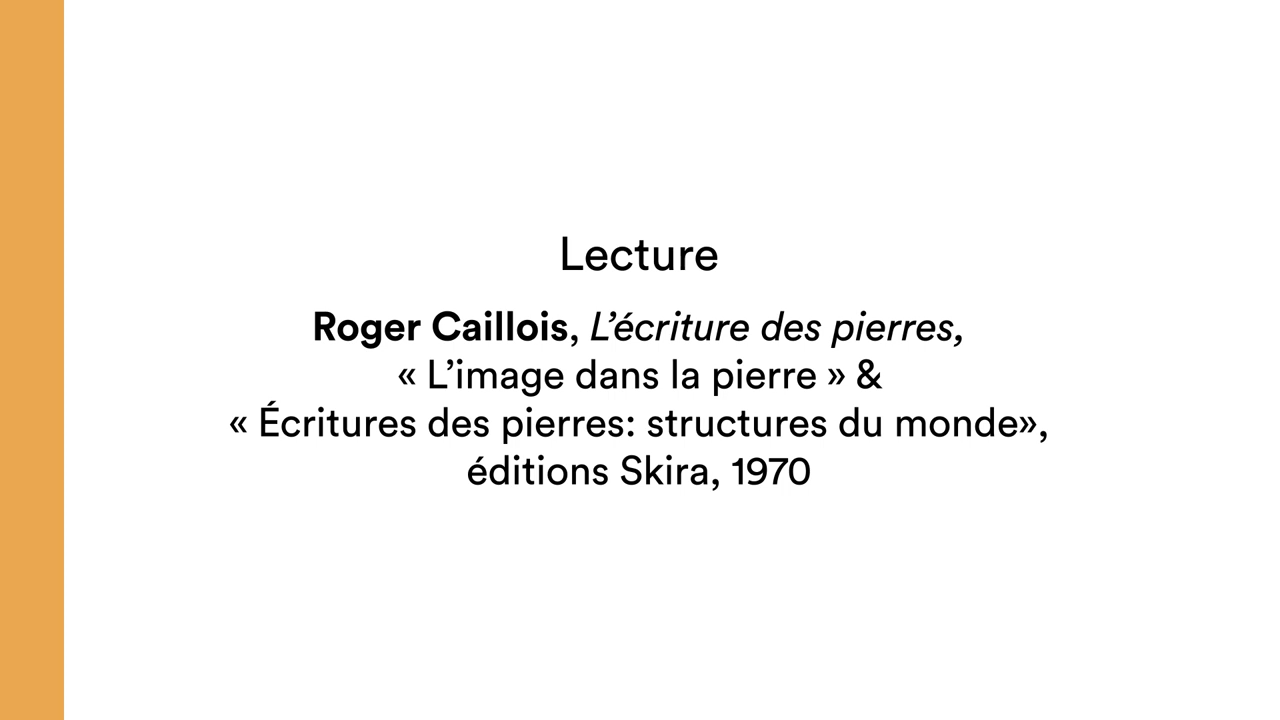 Lecture
Roger Caillois, L’écriture des pierres,
« L’image dans la pierre » &
« Écritures des pierres: structures du monde»,
éditions Skira, 1970